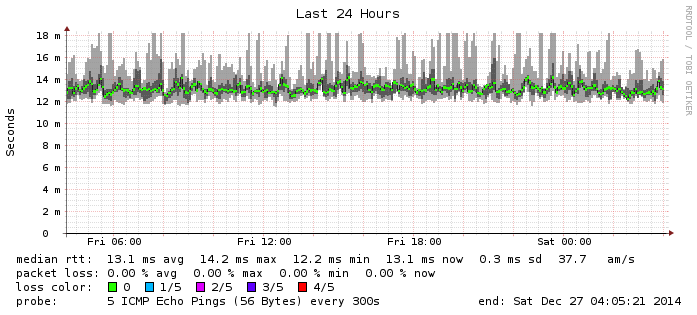 Last 24 Hours
RRDTOOL / TOBI OETIKER
Seconds
18 m
16 m
14 m
12 m
10 m
8 m
6 m
4 m
2 m
0
Fri 06:00 Fri 12:00 Fri 18:00 Sat 00:00
median rtt: 13.1 ms avg 14.2 ms max 12.2 ms min 13.1 ms now 0.3 ms sd 37.7 am/s
packet loss: 0.00 % avg 0.00 % max 0.00 % min 0.00 % now
loss color: 0 1/5 2/5 3/5 4/5
probe: 5 ICMP Echo Pings (56 Bytes) every 300s end: Sat Dec 27 04:05:21 2014